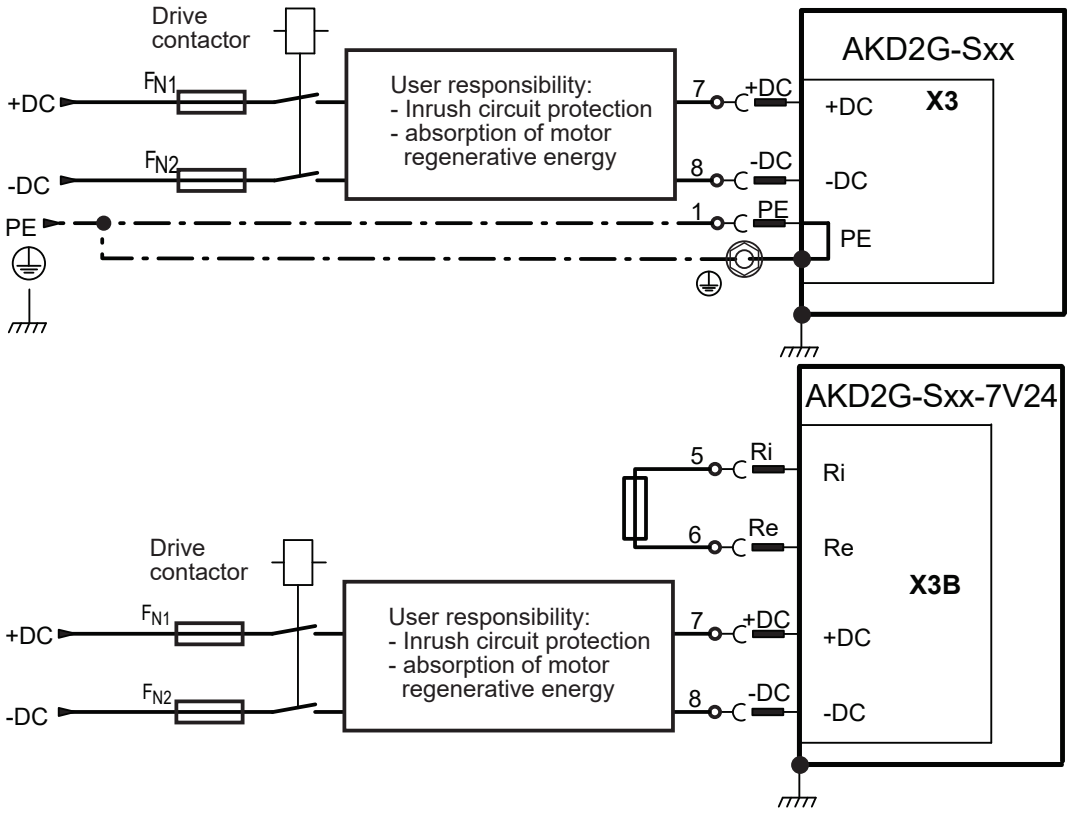 Drive
contactor
AKD2G-Sxx
FN1
User responsibility:
- Inrush circuit protection
- absorption of motor
regenerative energy
7
+DC
X3
+DC
+DC
FN2
8
-DC
-DC
-DC
1
PE
PE
PE
AKD2G-Sxx-7V24
5
Ri
Ri
6
Re
Re
Drive
contactor
X3B
FN1
User responsibility:
- Inrush circuit protection
- absorption of motor
regenerative energy
7
+DC
+DC
+DC
FN2
8
-DC
-DC
-DC